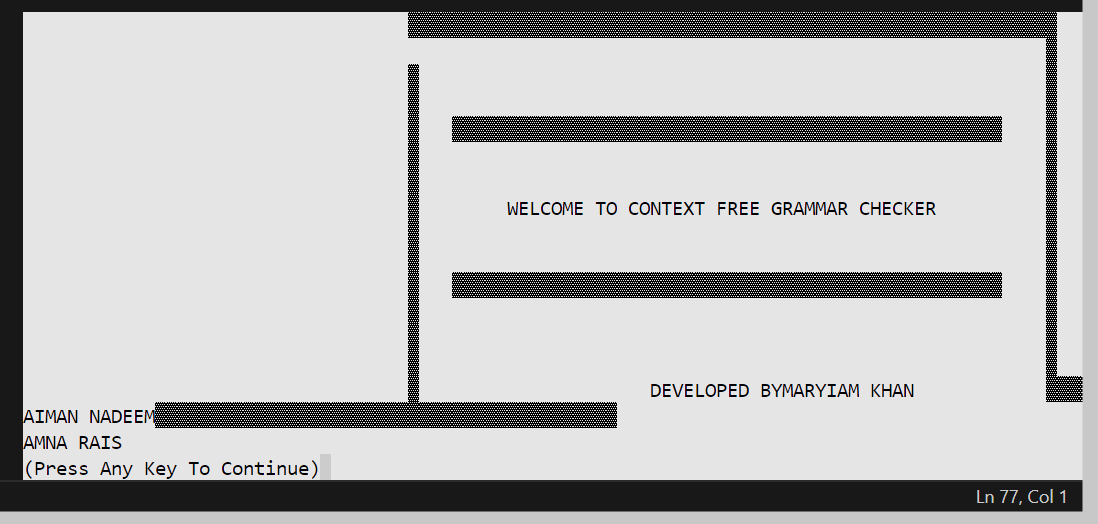 WELCOME TO CONTEXT FREE GRAMMAR CHECKER
DEVELOPED BYMARYIAM KHAN
AIMAN NADEEM
AMNA RAIS
(Press Any Key To Continue)
Ln 77, Col 1